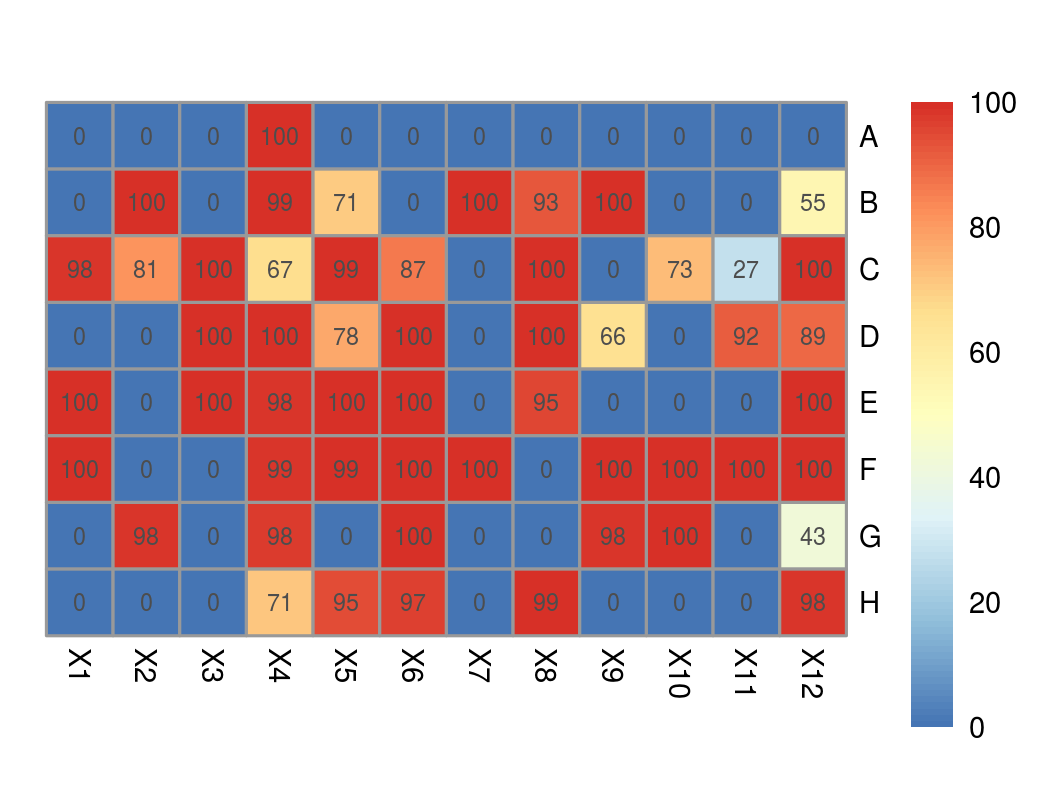 100
0 0 0 100 0 0 0 0 0 0 0 0 A
0 100 0 99 71 0 100 93 100 0 0 55 B
80
98 81 100 67 99 87 0 100 0 73 27 100 C
0 0 100 100 78 100 0 100 66 0 92 89 D
60
100 0 100 98 100 100 0 95 0 0 0 100 E
100 0 0 99 99 100 100 0 100 100 100 100 F
40
0 98 0 98 0 100 0 0 98 100 0 43 G
0 0 0 71 95 97 0 99 0 0 0 98 H
20
X1 X2 X3 X4 X5 X6 X7 X8 X9 X10 X11 X12
0